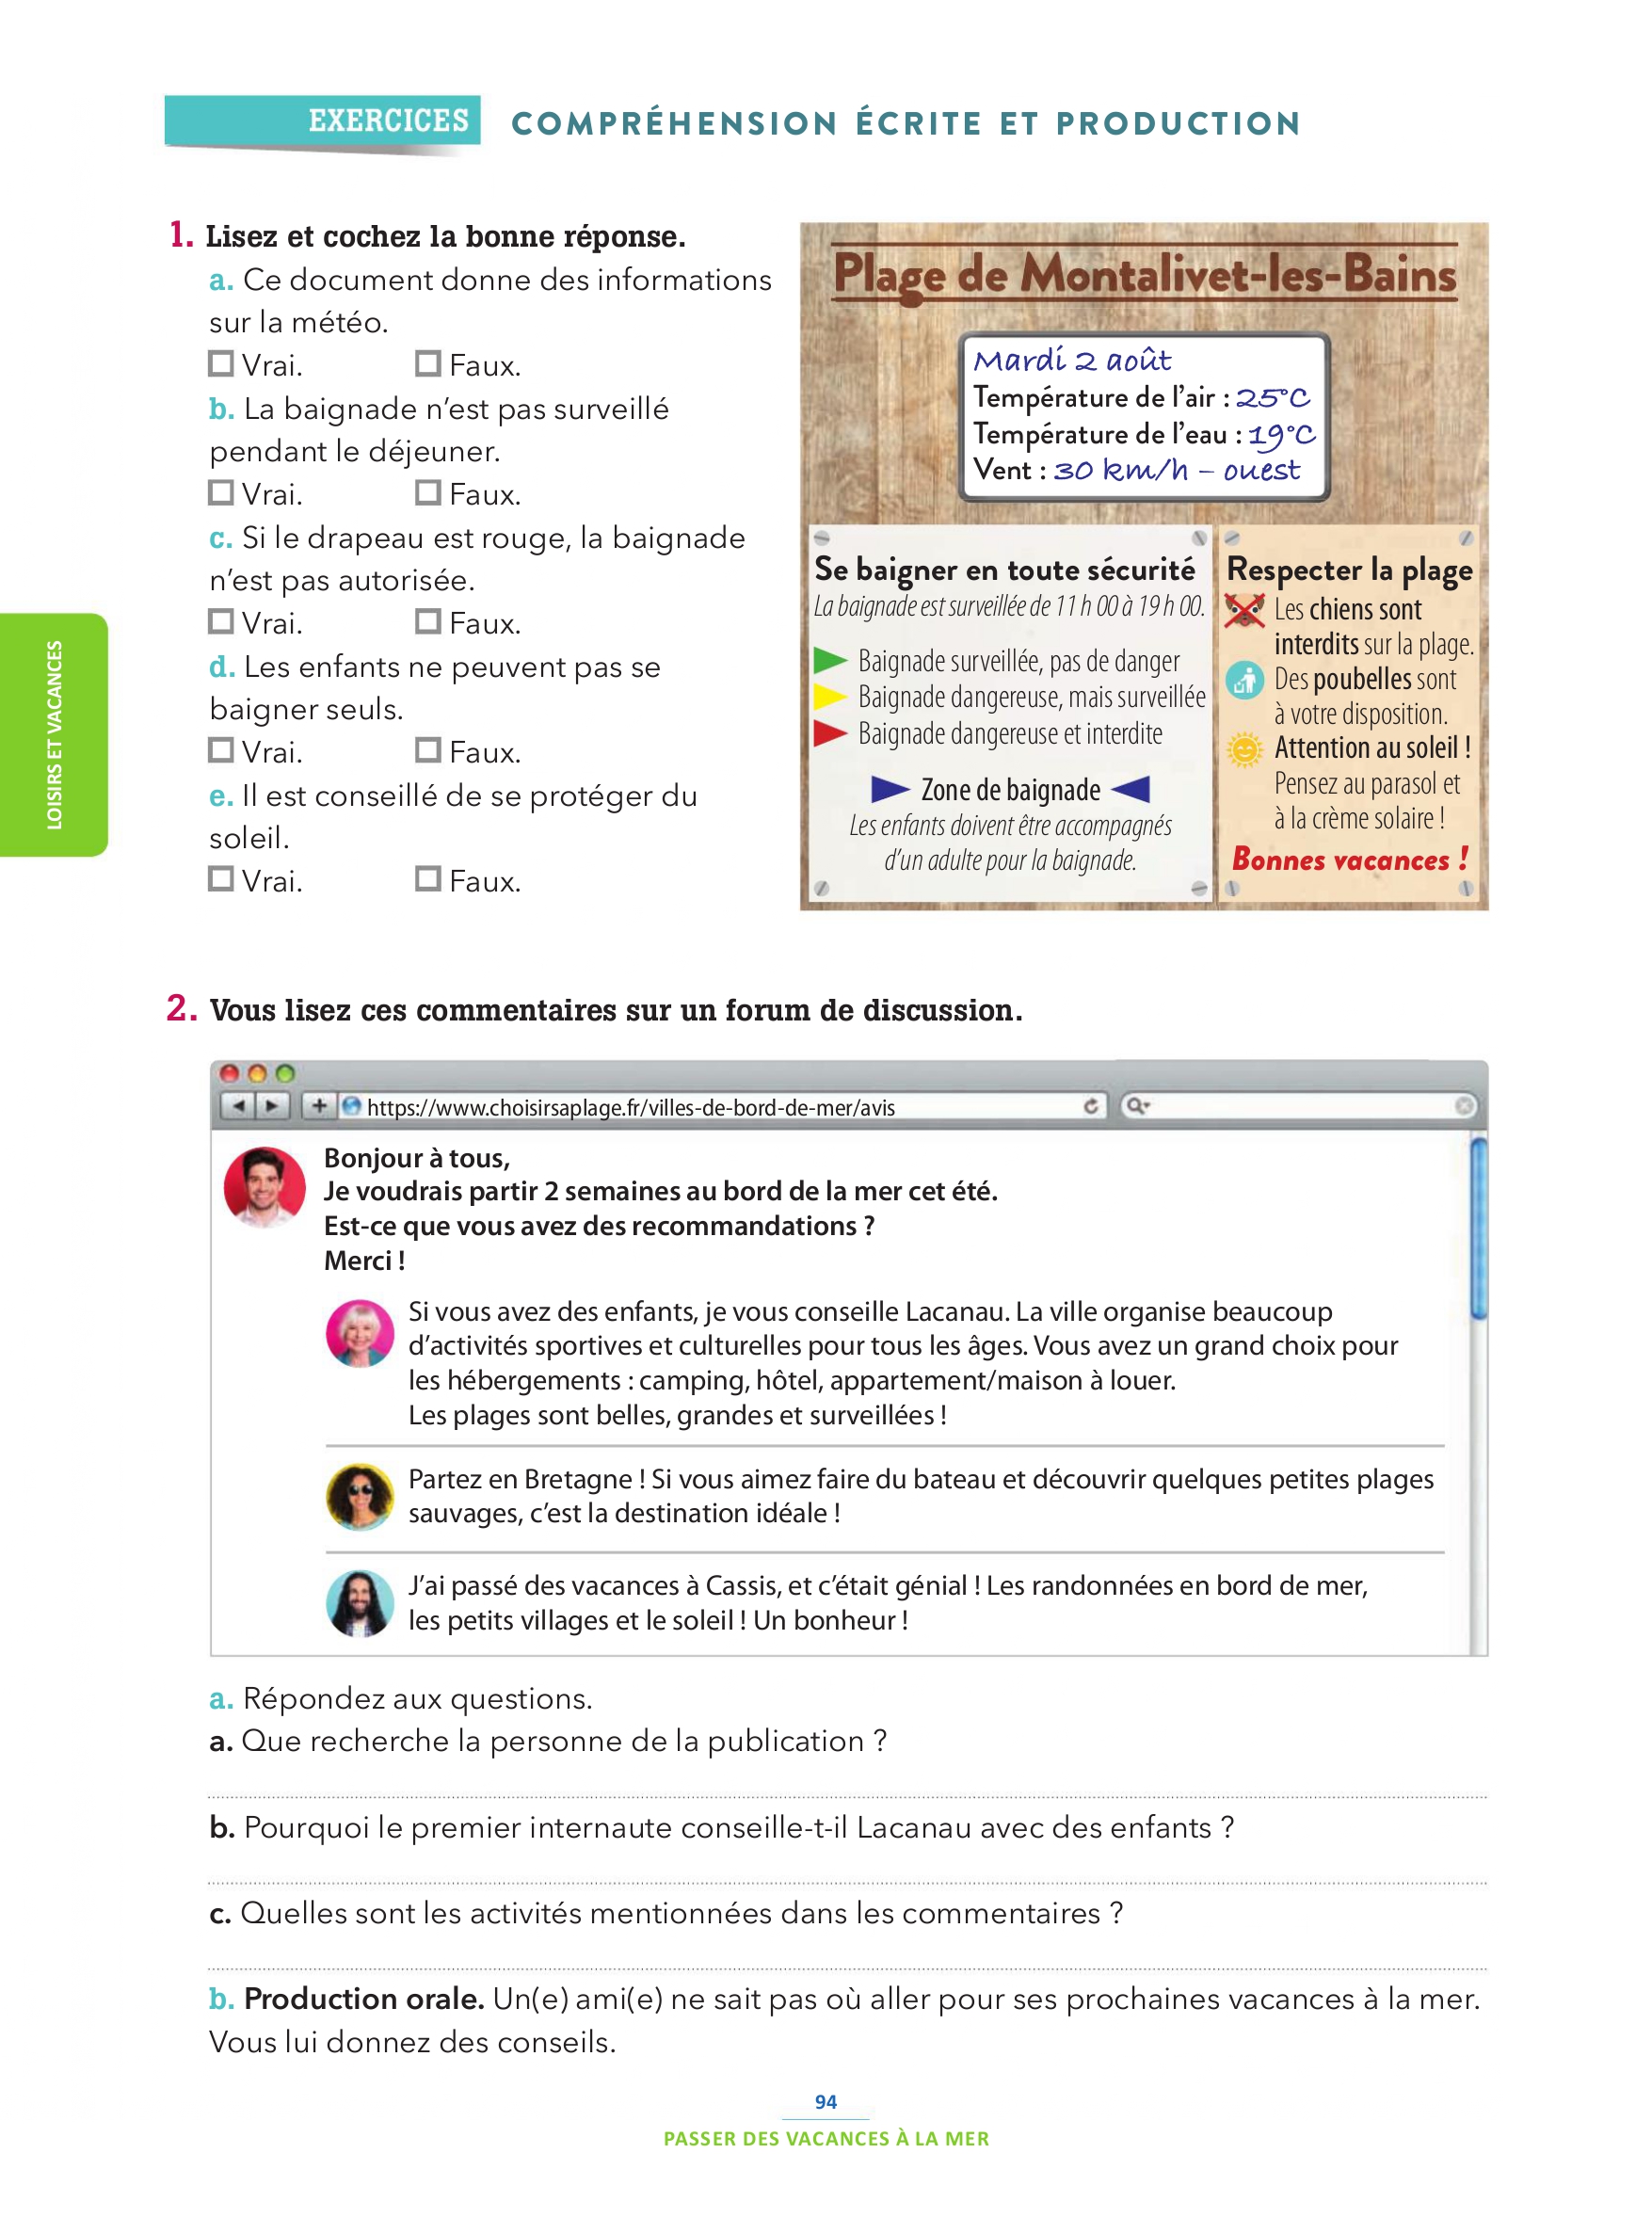 EXERCICES
COMPRÉHENSION ÉCRITE ET PRODUCTION
1. Lisez et cochez la bonne réponse.
a. Ce document donne des informations
sur la météo.
Vrai. Faux.
b. La baignade n'est pas surveillé
pendant le déjeuner.
Vrai. Faux.
c. Si le drapeau est rouge, la baignade
n'est pas autorisée.
Vrai. Faux.
d. Les enfants ne peuvent pas se
baigner seuls.
Vrai. Faux.
e. Il est conseillé de se protéger du
soleil.
Vrai. Faux.
Plage de Montalivet-les-Bains
Mardi 2 août
Température de l'air : 25°C
Température de l'eau : 19°C
Vent : 30 km/h – ouest
Se baigner en toute sécurité
La baignade est surveillée de 11 h 00 à 19 h 00.
Baignade surveillée, pas de danger
Baignade dangereuse, mais surveillée
Baignade dangereuse et interdite
Zone de baignade
Les enfants doivent être accompagnés
d'un adulte pour la baignade.
Respecter la plage
Les chiens sont
interdits sur la plage.
Des poubelles sont
à votre disposition.
Attention au soleil !
Pensez au parasol et
à la crème solaire !
Bonnes vacances !
LOISIRS ET VACANCES
2. Vous lisez ces commentaires sur un forum de discussion.
https://www.choisirsaplage.fr/villes-de-bord-de-mer/avis
Bonjour à tous,
Je voudrais partir 2 semaines au bord de la mer cet été.
Est-ce que vous avez des recommandations ?
Merci !
Si vous avez des enfants, je vous conseille Lacanau. La ville organise beaucoup
d'activités sportives et culturelles pour tous les âges. Vous avez un grand choix pour
les hébergements : camping, hôtel, appartement/maison à louer.
Les plages sont belles, grandes et surveillées !
Partez en Bretagne ! Si vous aimez faire du bateau et découvrir quelques petites plages
sauvages, c'est la destination idéale !
J'ai passé des vacances à Cassis, et c'était génial ! Les randonnées en bord de mer,
les petits villages et le soleil ! Un bonheur !
a. Répondez aux questions.
a. Que recherche la personne de la publication ?
b. Pourquoi le premier internaute conseille-t-il Lacanau avec des enfants ?
c. Quelles sont les activités mentionnées dans les commentaires ?
b. Production orale. Un(e) ami(e) ne sait pas où aller pour ses prochaines vacances à la mer.
Vous lui donnez des conseils.
94
PASSER DES VACANCES À LA MER